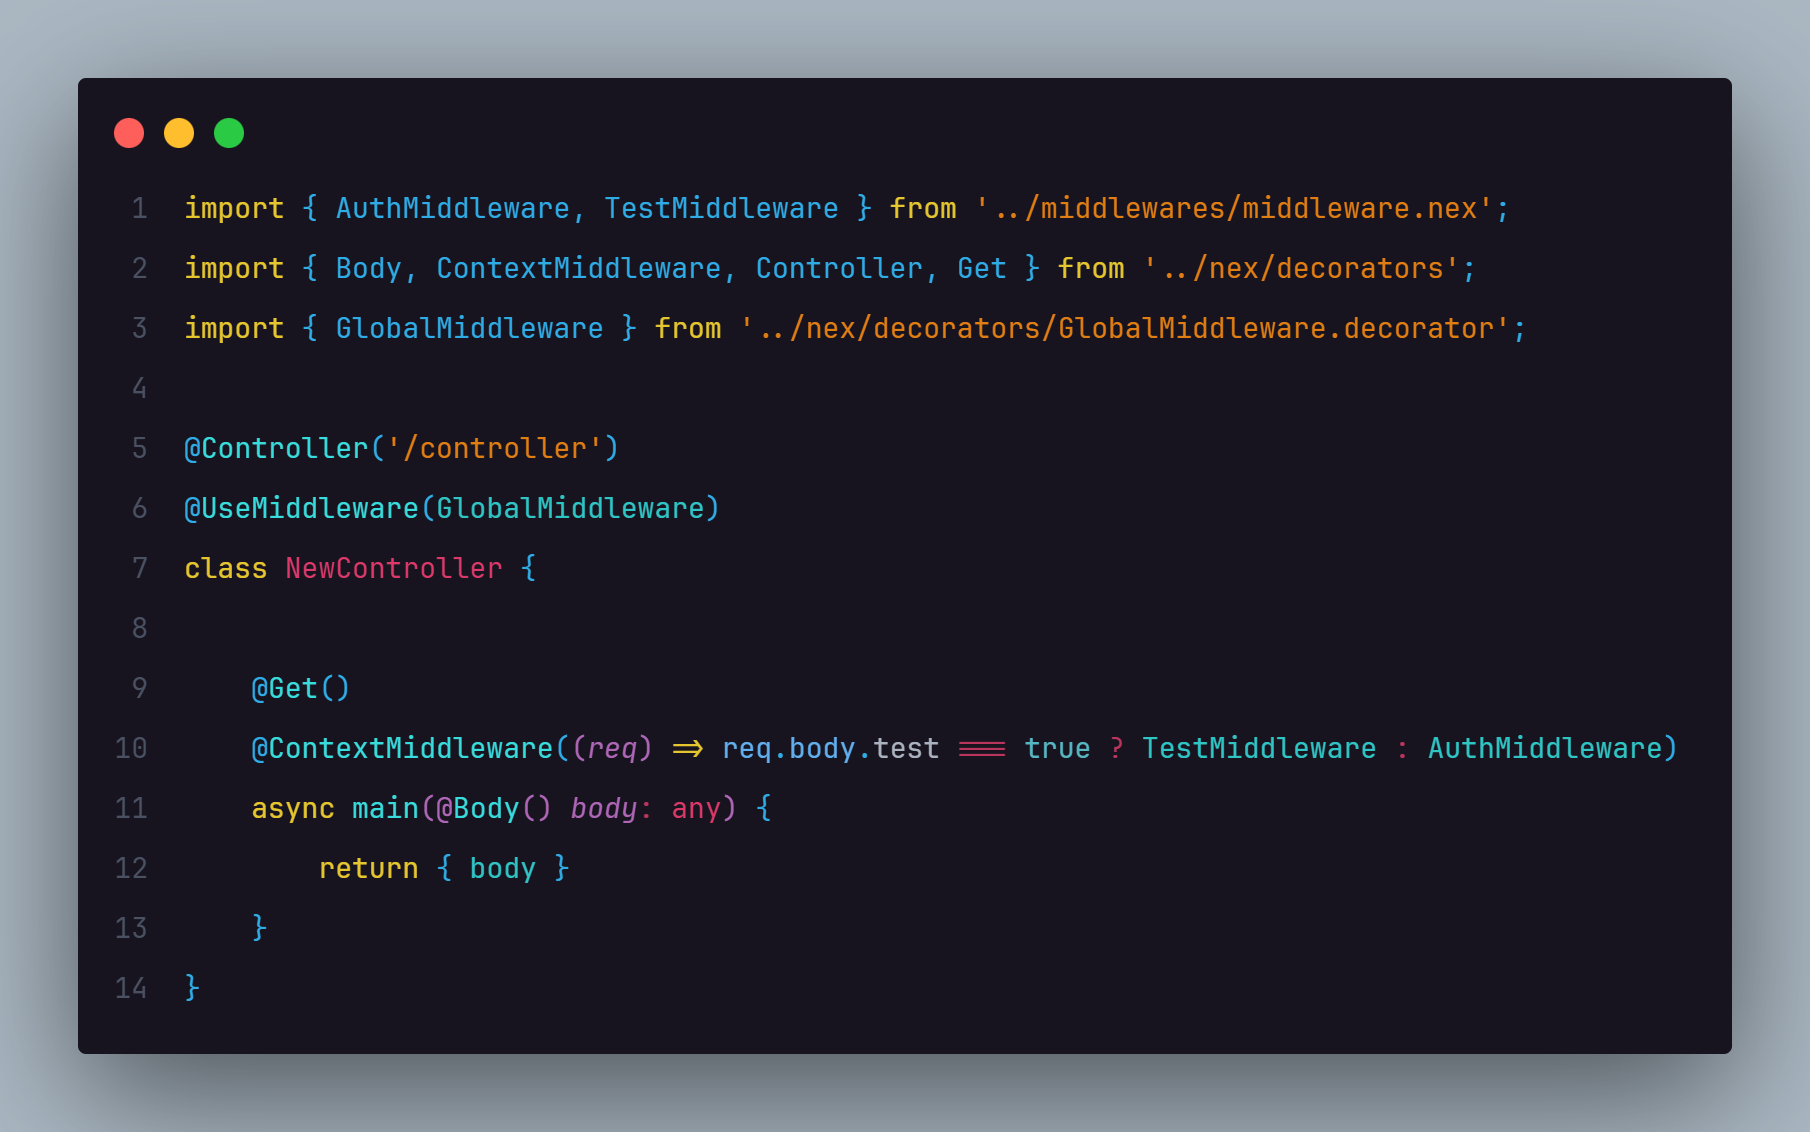 1 import { AuthMiddleware, TestMiddleware } from '../middlewares/middleware.nex';
2 import { Body, ContextMiddleware, Controller, Get } from '../nex/decorators';
3 import { GlobalMiddleware } from '../nex/decorators/GlobalMiddleware.decorator';
4
5 @Controller('/controller')
6 @UseMiddleware(GlobalMiddleware)
7 class NewController {
8
9     @Get()
10     @ContextMiddleware((req) => req.body.test === true ? TestMiddleware : AuthMiddleware)
11     async main(@Body() body: any) {
12         return { body }
13     }
14 }